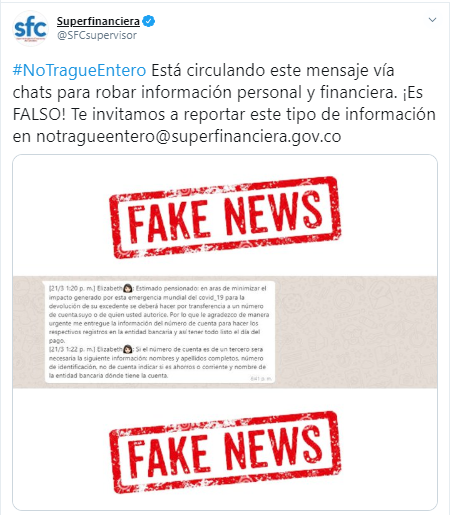 sfc
Superfinanciera
@SFCsupervisor
#NoTragueEntero Está circulando este mensaje vía
chats para robar información personal y financiera. ¡Es
FALSO! Te invitamos a reportar este tipo de información
en notragueentero@superfinanciera.gov.co
FAKE NEWS
[21/3 1:20 p. m.] Elizabeth👩🏻: Estimado pensionado: en aras de minimizar el
impacto generado por esta emergencia mundial del covid_19 para la
devolución de su excedente se deberá hacer por transferencia a un número
de cuenta.suyo o de quien usted autorice. Por lo que le agradezco de manera
urgente me entregue la información del número de cuenta para hacer los
respectivos registros en la entidad bancaria y así tener todo listo el día del
pago.
[21/3 1:22 p. m.] Elizabeth👩🏻: Si el número de cuenta es de un tercero será
necesaria la siguiente información: nombres y apellidos completos, número
de identificación, no de cuenta indicar si es ahorros o corriente y nombre de
la entidad bancaria dónde tiene la cuenta.
FAKE NEWS